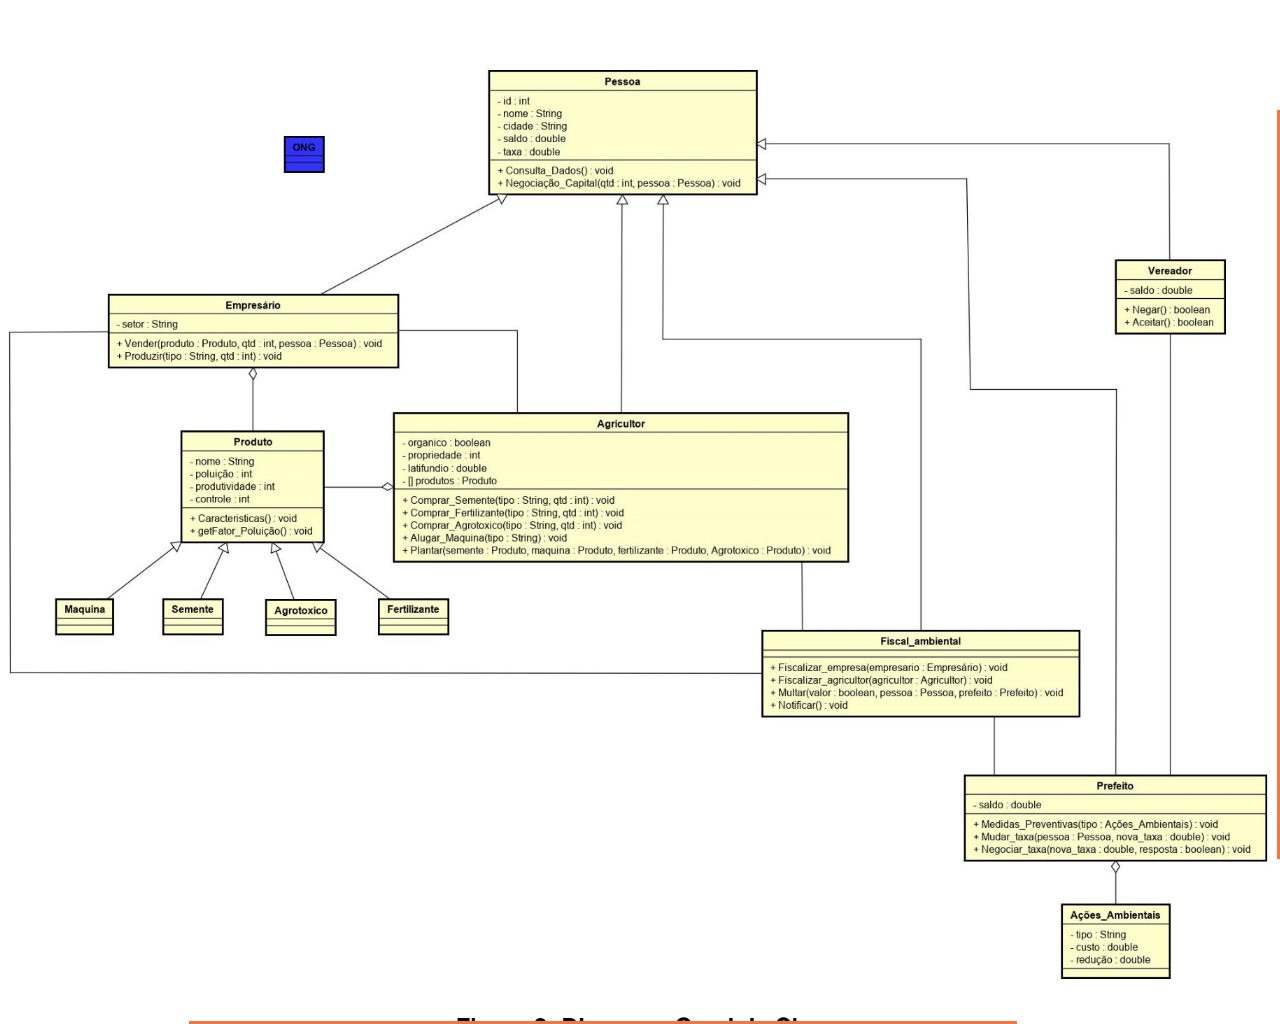 Pessoa
- id : int
- nome : String
- cidade : String
- saldo : double
- taxa : double
+ Consulta_Dados() : void
+ Negociação_Capital(qtd : int, pessoa : Pessoa) : void
ONG
Vereador
- saldo : double
+ Negar() : boolean
+ Aceitar() : boolean
Empresário
- setor : String
+ Vender(produto : Produto, qtd : int, pessoa : Pessoa) : void
+ Produzir(tipo : String, qtd : int) : void
Agricultor
- organico : boolean
- propriedade : int
- latifundio : double
- [] produtos : Produto
+ Comprar_Semente(tipo : String, qtd : int) : void
+ Comprar_Fertilizante(tipo : String, qtd : int) : void
+ Comprar_Agrotoxico(tipo : String, qtd : int) : void
+ Alugar_Maquina(tipo : String) : void
+ Plantar(semente : Produto, maquina : Produto, fertilizante : Produto, Agrotoxico : Produto) : void
Produto
- nome : String
- poluição : int
- produtividade : int
- controle : int
+ Caracteristicas() : void
+ getFator_Poluição() : void
Maquina
Semente
Agrotoxico
Fertilizante
Fiscal_ambiental
+ Fiscalizar_empresa(empresario : Empresário) : void
+ Fiscalizar_agricultor(agricultor : Agricultor) : void
+ Multar(valor : boolean, pessoa : Pessoa, prefeito : Prefeito) : void
+ Notificar() : void
Prefeito
- saldo : double
+ Medidas_Preventivas(tipo : Ações_Ambientais) : void
+ Mudar_taxa(pessoa : Pessoa, nova_taxa : double) : void
+ Negociar_taxa(nova_taxa : double, resposta : boolean) : void
Ações_Ambientais
- tipo : String
- custo : double
- redução : double